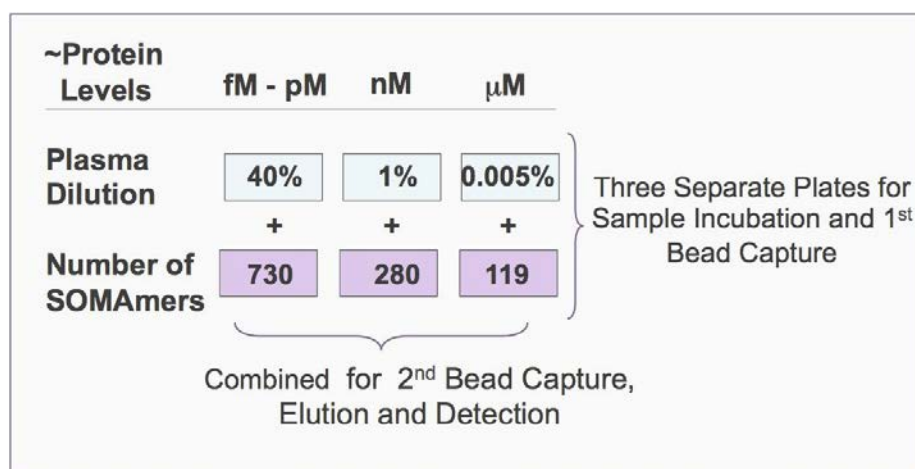 ~Protein
Levels
fM - pM nM μM
Plasma
Dilution
40% 1% 0.005%
+ + +
Number of
SOMAmers
730 280 119
Three Separate Plates for
Sample Incubation and 1st
Bead Capture
Combined for 2nd Bead Capture,
Elution and Detection